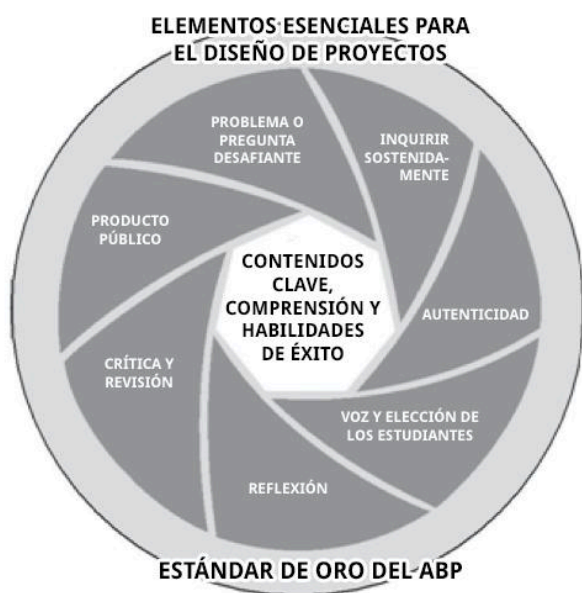 ELEMENTOS ESENCIALES PARA
EL DISEÑO DE PROYECTOS
PROBLEMA O
PREGUNTA
DESAFIANTE
INQUIRIR
SOSTENIDA-
MENTE
AUTENTICIDAD
VOZ Y ELECCIÓN DE
LOS ESTUDIANTES
REFLEXIÓN
CRÍTICA Y
REVISIÓN
PRODUCTO
PÚBLICO
CONTENIDOS
CLAVE,
COMPRENSIÓN Y
HABILIDADES
DE ÉXITO
ESTÁNDAR DE ORO DEL ABP